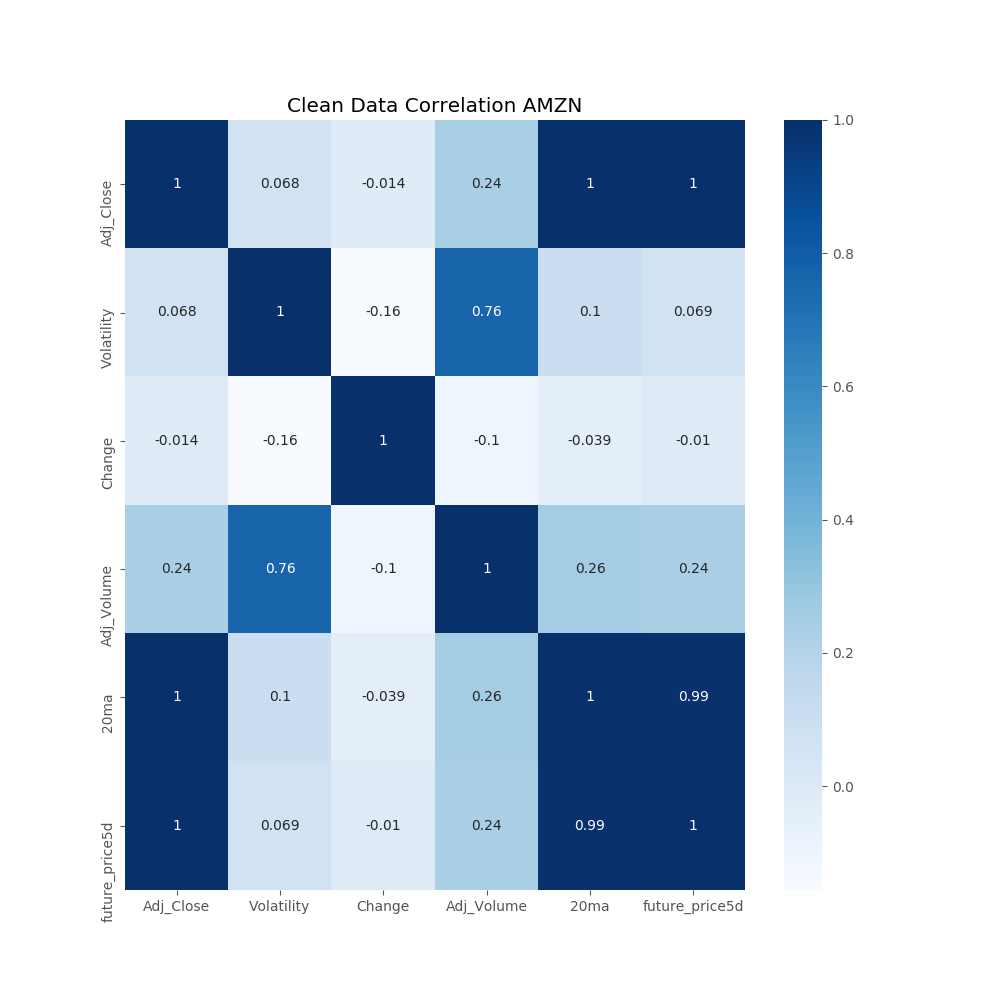 Clean Data Correlation AMZN
Adj_Close
1 0.068 -0.014 0.24 1 1
Volatility
0.068 1 -0.16 0.76 0.1 0.069
Change
-0.014 -0.16 1 -0.1 -0.039 -0.01
Adj_Volume
0.24 0.76 -0.1 1 0.26 0.24
20ma
1 0.1 -0.039 0.26 1 0.99
future_price5d
1 0.069 -0.01 0.24 0.99 1
Adj_Close Volatility Change Adj_Volume 20ma future_price5d
1.0
0.8
0.6
0.4
0.2
0.0